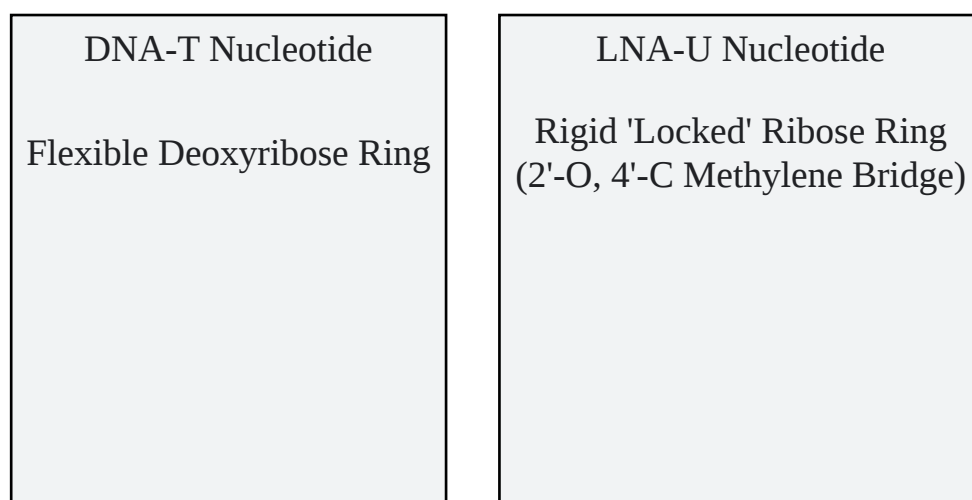 DNA-T Nucleotide
Flexible Deoxyribose Ring
LNA-U Nucleotide
Rigid 'Locked' Ribose Ring
(2'-O, 4'-C Methylene Bridge)